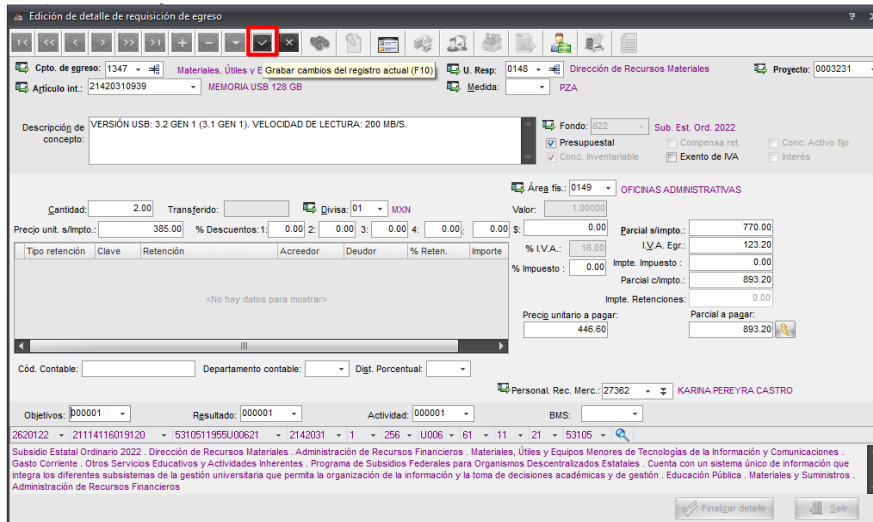 Edición de detalle de requisición de egreso
Cpto. de egreso: 1347 Materiales, Útiles y E Grabar cambios del registro actual (F10) U. Resp: 0148 Dirección de Recursos Materiales Proyecto: 0003231
Artículo int.: 21420310939 MEMORIA USB 128 GB Medida: PZA
Descripción de concepto: VERSIÓN USB: 3.2 GEN 1 (3.1 GEN 1). VELOCIDAD DE LECTURA: 200 MB/S.
Fondo: 822 Sub. Est. Ord. 2022
Presupuestal Compensa ret. Conc. Activo fijo
Conc. Inventariable Exento de IVA Interés
Área fís.: 0149 OFICINAS ADMINISTRATIVAS
Cantidad: 2.00 Transferido: Divisa: 01 MXN Valor: 1.00000
Precio unit. s/Impto.: 385.00 % Descuentos: 1: 0.00 2: 0.00 3: 0.00 4: 0.00; 0.00 $: 0.00 Parcial s/impto.: 770.00
Tipo retención Clave Retención Acreedor Deudor % Reten. Importe
% I.V.A.: 16.00 I.V.A. Egr.: 123.20
% Impuesto : 0.00 Impte. Impuesto : 0.00
Parcial c/Impto.: 893.20
<No hay datos para mostrar>
Impte. Retenciones: 0.00
Precio unitario a pagar: Parcial a pagar:
446.60 893.20
Cód. Contable: Departamento contable: Dist. Porcentual:
Personal. Rec. Merc.: 27362 KARINA PEREYRA CASTRO
Objetivos: 000001 Resultado: 000001 Actividad: 000001 BMS:
2620122 21114116019120 5310511955U00621 2142031 1 256 U006 61 11 21 53105
Subsidio Estatal Ordinario 2022 . Dirección de Recursos Materiales . Administración de Recursos Financieros . Materiales, Útiles y Equipos Menores de Tecnologías de la Información y Comunicaciones .
Gasto Corriente . Otros Servicios Educativos y Actividades Inherentes . Programa de Subsidios Federales para Organismos Descentralizados Estatales . Cuenta con un sistema único de información que
integra los diferentes subsistemas de la gestión universitaria que permita la organización de la información y la toma de decisiones académicas y de gestión . Educación Pública . Materiales y Suministros .
Administración de Recursos Financieros
Finalizar detalle Salir